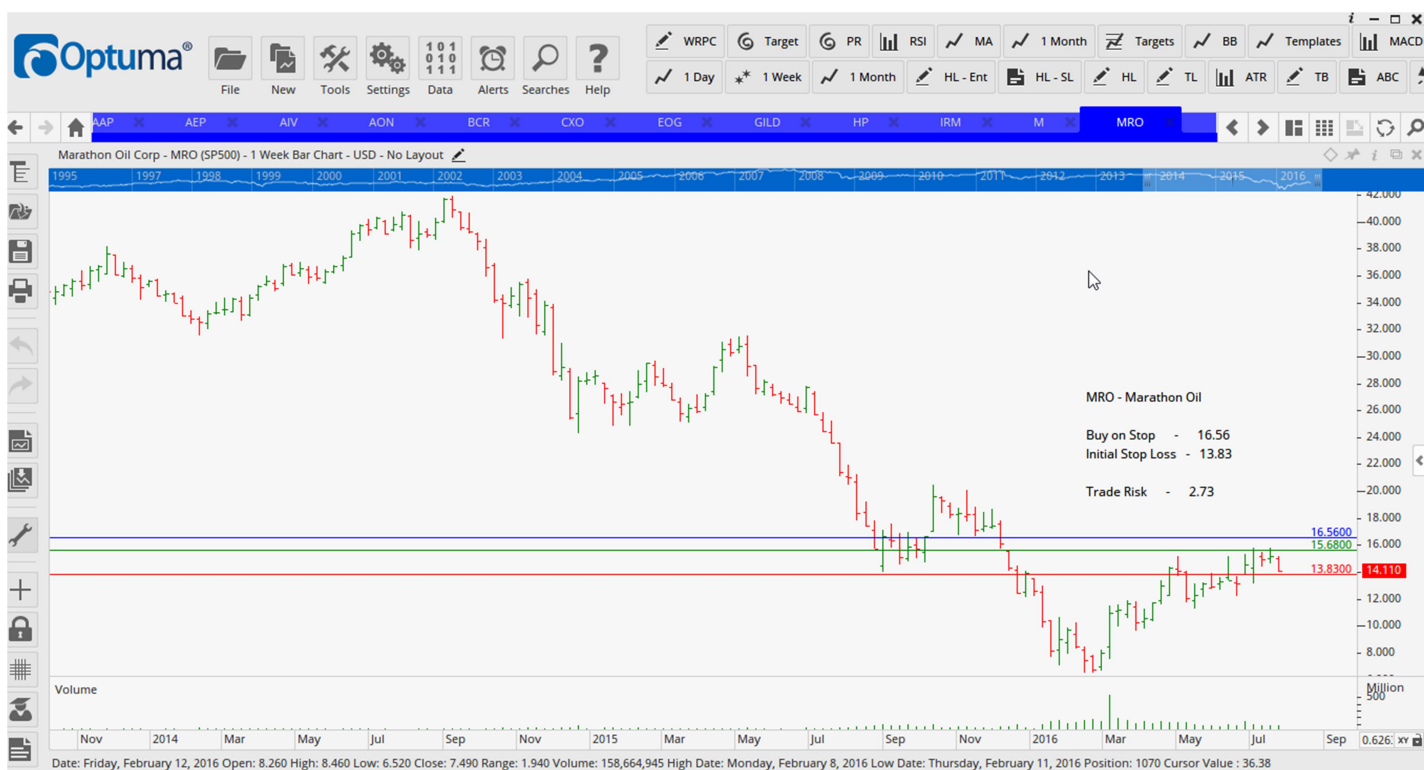 Optuma®
File New Tools Settings Data Alerts Searches Help
WRPC Target PR RSI MA 1 Month Targets BB Templates MACD
1 Day 1 Week 1 Month HL - Ent HL - SL HL TL ATR TB ABC
AAP AEP AIV AON BCR CXO EOG GILD HP IRM M MRO
Marathon Oil Corp - MRO (SP500) - 1 Week Bar Chart - USD - No Layout
1995 1997 1998 1999 2000 2001 2002 2003 2004 2005 2006 2007 2008 2009 2010 2011 2012 2013 2014 2015 2016
42.000
40.000
38.000
36.000
34.000
32.000
30.000
28.000
26.000
24.000
22.000
20.000
18.000
16.000
12.000
10.000
8.000
MRO - Marathon Oil
Buy on Stop - 16.56
Initial Stop Loss - 13.83
Trade Risk - 2.73
16.5600
15.6800
13.8300 14.110
Volume
Million
500
Nov 2014 Mar May Jul Sep Nov 2015 Mar May Jul Sep Nov 2016 Mar May Jul Sep
XY
Date: Friday, February 12, 2016 Open: 8.260 High: 8.460 Low: 6.520 Close: 7.490 Range: 1.940 Volume: 158,664,945 High Date: Monday, February 8, 2016 Low Date: Thursday, February 11, 2016 Position: 1070 Cursor Value : 36.38